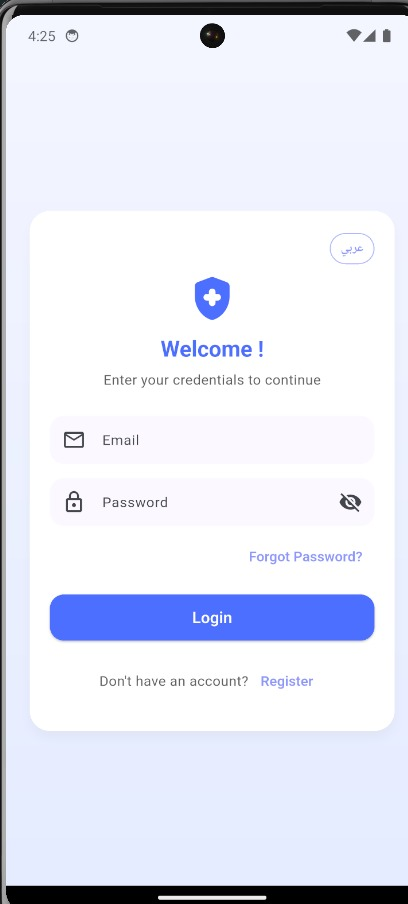 4:25
عربي
Welcome !
Enter your credentials to continue
Email
Password
Forgot Password?
Login
Don't have an account? Register